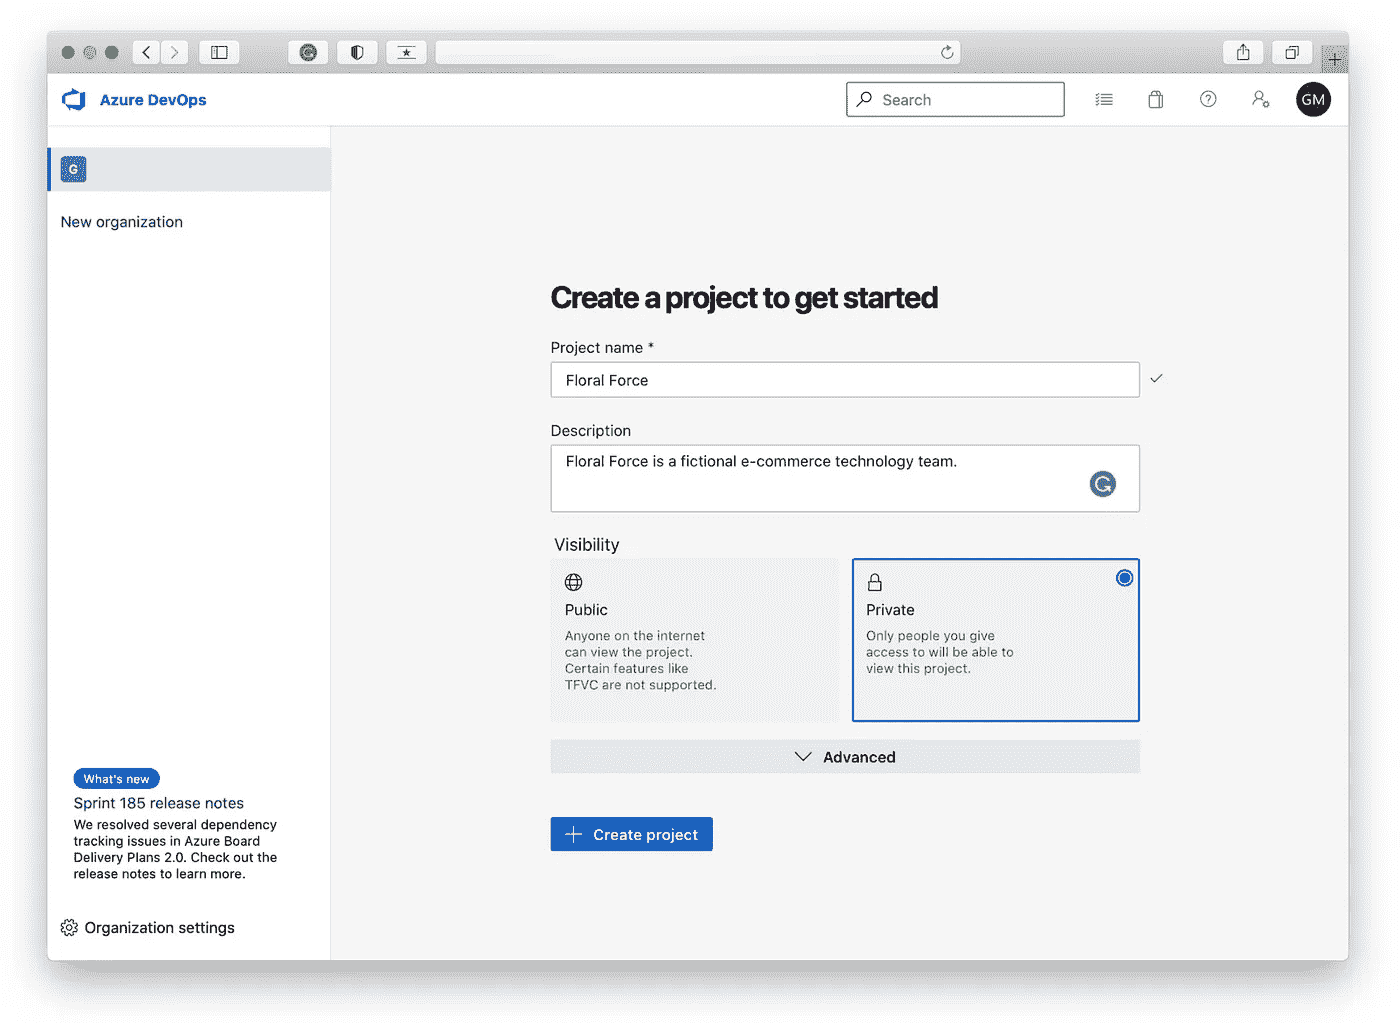 Azure DevOps
Search
GM
G
New organization
Create a project to get started
Project name *
Floral Force
Description
Floral Force is a fictional e-commerce technology team.
Visibility
Public
Anyone on the internet
can view the project.
Certain features like
TFVC are not supported.
Private
Only people you give
access to will be able to
view this project.
Advanced
Create project
What's new
Sprint 185 release notes
We resolved several dependency
tracking issues in Azure Board
Delivery Plans 2.0. Check out the
release notes to learn more.
Organization settings